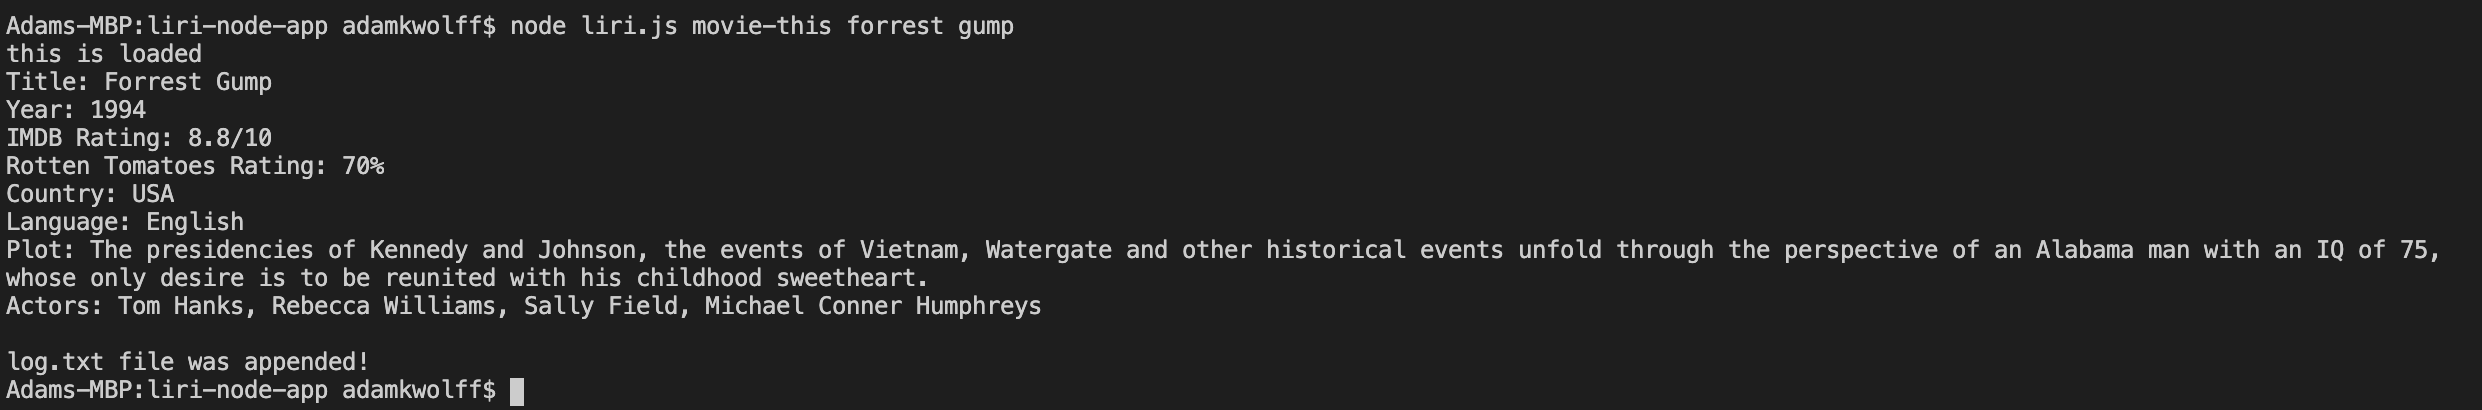 Adams-MBP:liri-node-app adamkwolff$ node liri.js movie-this forrest gump
this is loaded
Title: Forrest Gump
Year: 1994
IMDB Rating: 8.8/10
Rotten Tomatoes Rating: 70%
Country: USA
Language: English
Plot: The presidencies of Kennedy and Johnson, the events of Vietnam, Watergate and other historical events unfold through the perspective of an Alabama man with an IQ of 75,
whose only desire is to be reunited with his childhood sweetheart.
Actors: Tom Hanks, Rebecca Williams, Sally Field, Michael Conner Humphreys
log.txt file was appended!
Adams-MBP:liri-node-app adamkwolff$